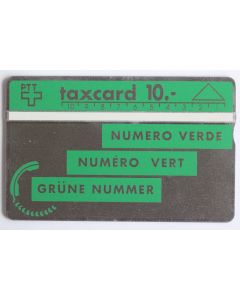 PTT
taxcard 10.-
NUMERO VERDE
NUMÉRO VERT
GRÜNE NUMMER